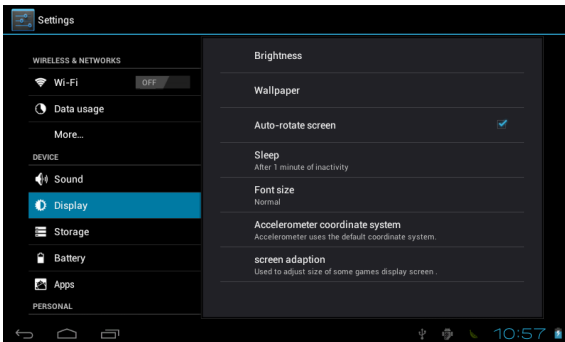 Settings
WIRELESS & NETWORKS
Wi-Fi OFF
Data usage
More...
DEVICE
Sound
Display
Storage
Battery
Apps
PERSONAL
Brightness
Wallpaper
Auto-rotate screen
Sleep
After 1 minute of inactivity
Font size
Normal
Accelerometer coordinate system
Accelerometer uses the default coordinate system.
screen adaption
Used to adjust size of some games display screen .
10:57